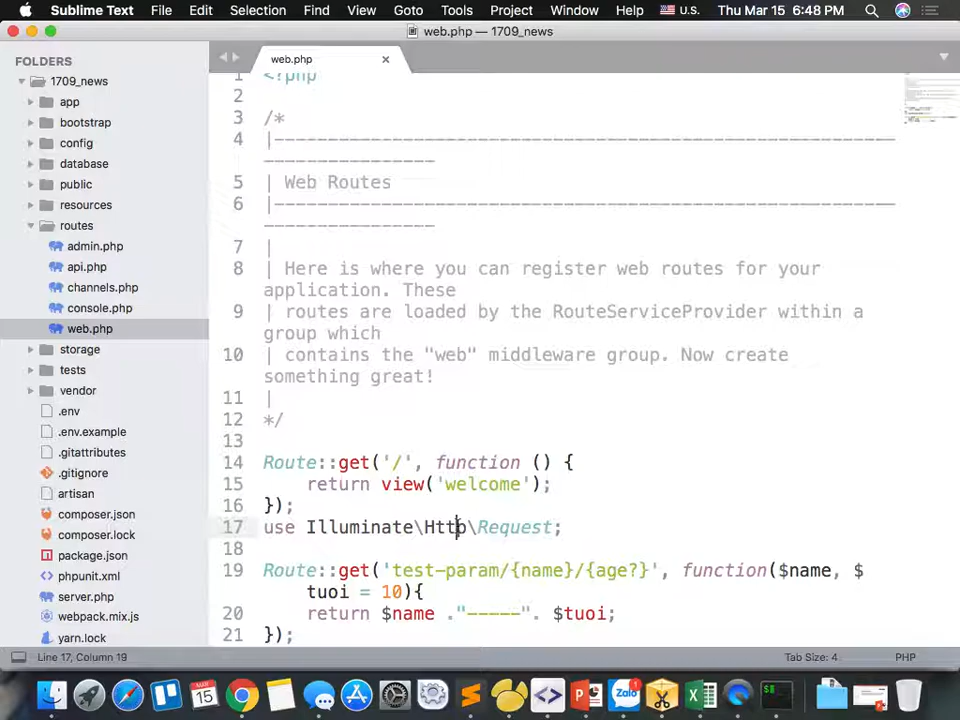 Sublime Text File Edit Selection Find View Goto Tools Project Window Help U.S. Thu Mar 15 6:48 PM
web.php — 1709_news
FOLDERS
1709_news
app
bootstrap
config
database
public
resources
routes
admin.php
api.php
channels.php
console.php
web.php
storage
tests
vendor
.env
.env.example
.gitattributes
.gitignore
artisan
composer.json
composer.lock
package.json
phpunit.xml
server.php
webpack.mix.js
yarn.lock
web.php
1 <?php
2
3 /*
4 |----------------------------------------------------------
----------------
5 | Web Routes
6 |----------------------------------------------------------
----------------
7 |
8 | Here is where you can register web routes for your
application. These
9 | routes are loaded by the RouteServiceProvider within a
group which
10 | contains the "web" middleware group. Now create
something great!
11 |
12 */
13
14 Route::get('/', function () {
15 return view('welcome');
16 });
17 use Illuminate\Http\Request;
18
19 Route::get('test-param/{name}/{age?}', function($name, $
tuoi = 10){
20 return $name ."-----". $tuoi;
21 });
Line 17, Column 19 Tab Size: 4 PHP
MAR
15
Zalo
1